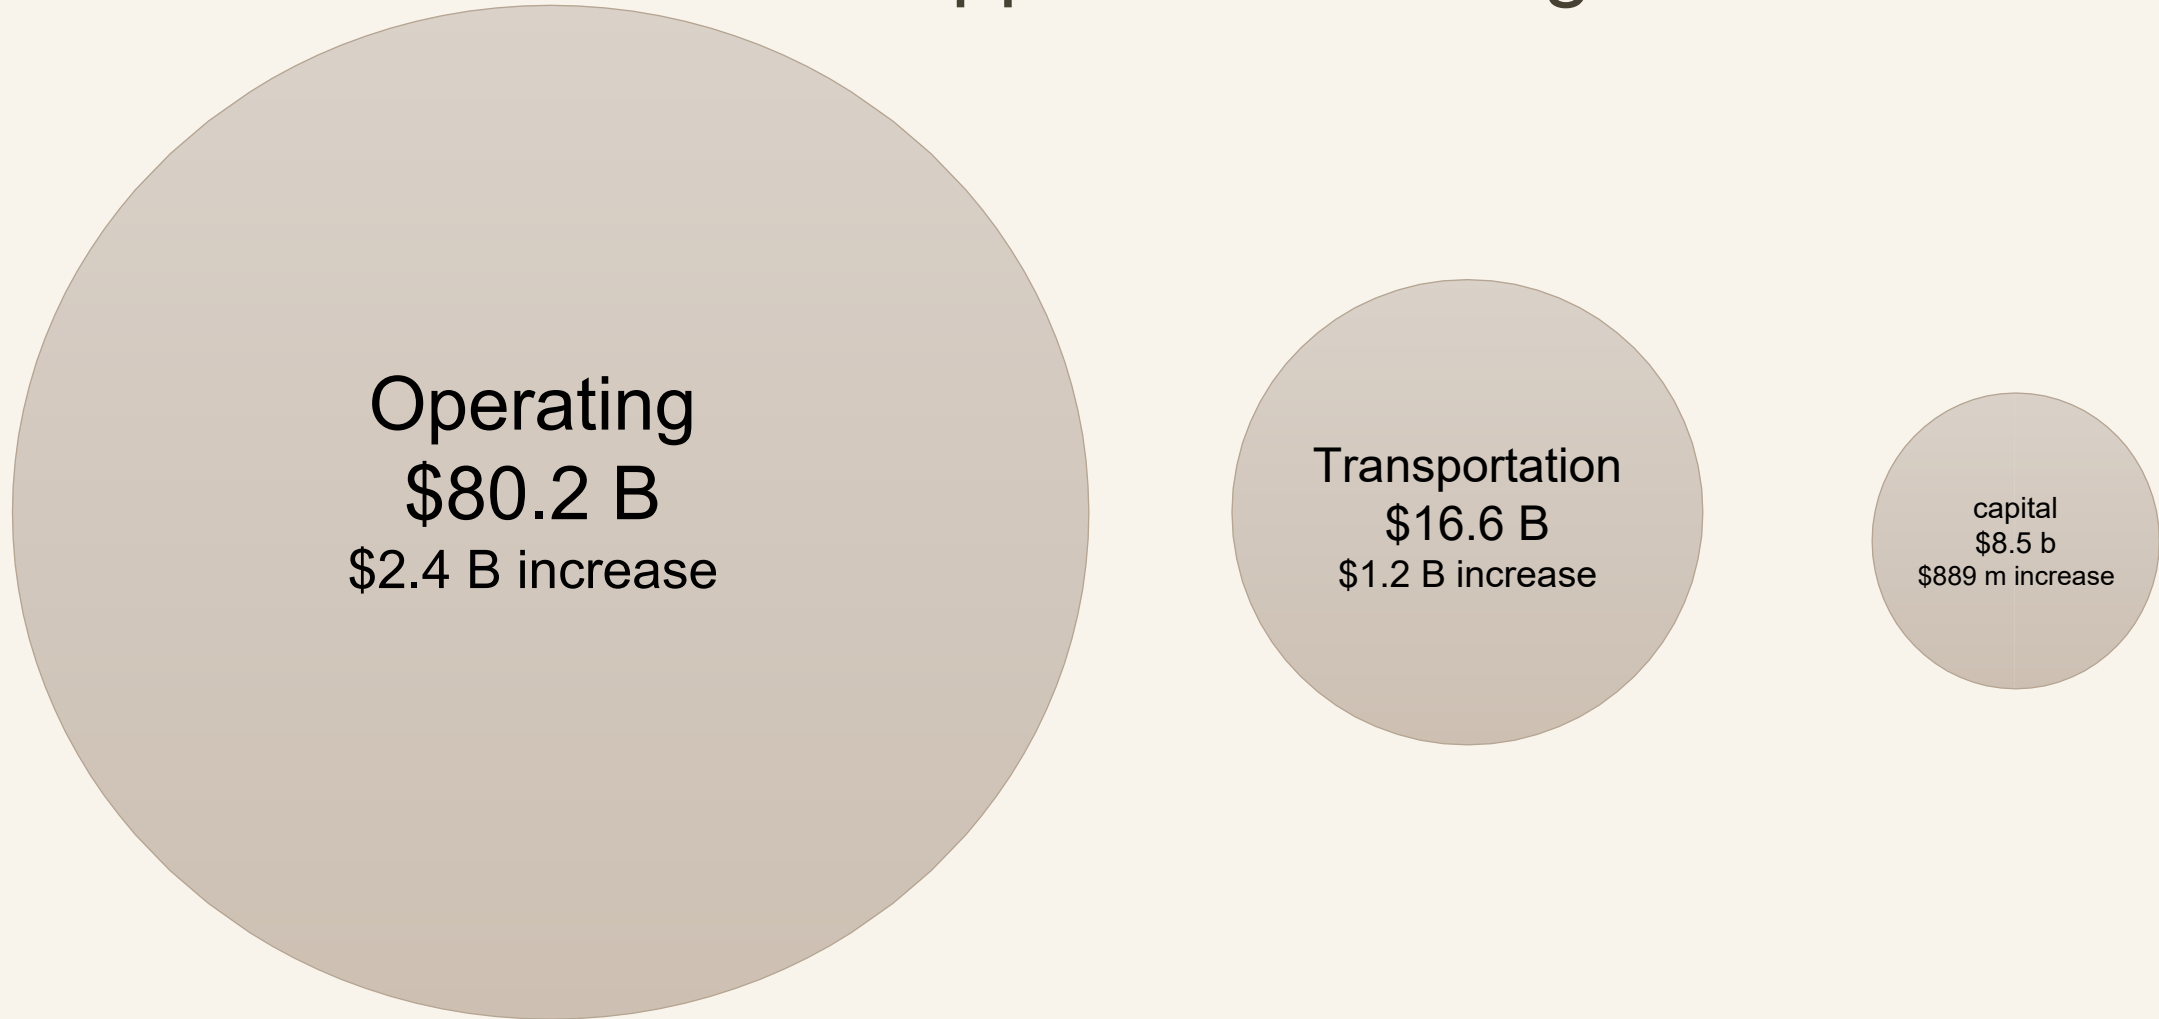 Operating
$80.2 B
$2.4 B increase
Transportation
$16.6 B
$1.2 B increase
capital
$8.5 b
$889 m increase